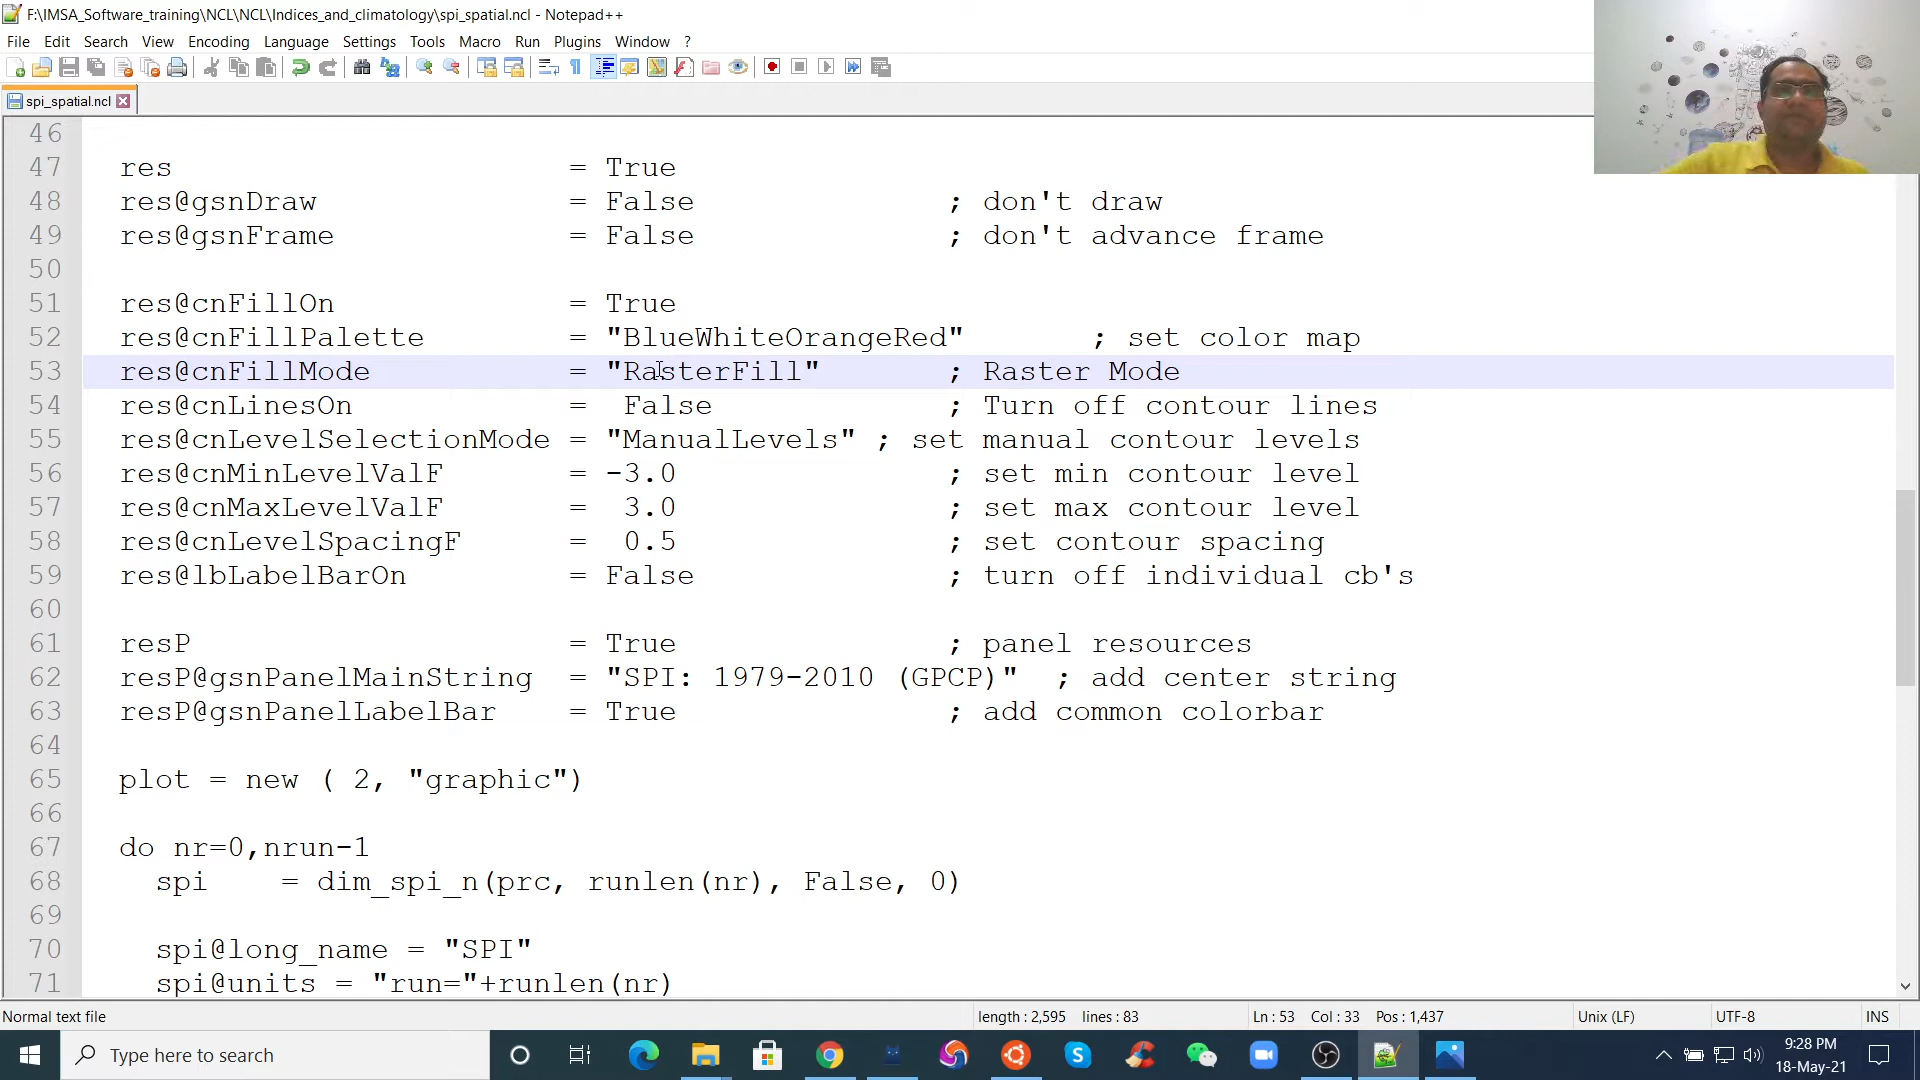 F:\IMSA_Software_training\NCL\NCL\Indices_and_climatology\spi_spatial.ncl - Notepad++
File Edit Search View Encoding Language Settings Tools Macro Run Plugins Window ?
spi_spatial.ncl
46
47 res = True
48 res@gsnDraw = False ; don't draw
49 res@gsnFrame = False ; don't advance frame
50
51 res@cnFillOn = True
52 res@cnFillPalette = "BlueWhiteOrangeRed" ; set color map
53 res@cnFillMode = "RasterFill" ; Raster Mode
54 res@cnLinesOn = False ; Turn off contour lines
55 res@cnLevelSelectionMode = "ManualLevels" ; set manual contour levels
56 res@cnMinLevelValF = -3.0 ; set min contour level
57 res@cnMaxLevelValF = 3.0 ; set max contour level
58 res@cnLevelSpacingF = 0.5 ; set contour spacing
59 res@lbLabelBarOn = False ; turn off individual cb's
60
61 resP = True ; panel resources
62 resP@gsnPanelMainString = "SPI: 1979-2010 (GPCP)" ; add center string
63 resP@gsnPanelLabelBar = True ; add common colorbar
64
65 plot = new ( 2, "graphic")
66
67 do nr=0,nrun-1
68 spi = dim_spi_n(prc, runlen(nr), False, 0)
69
70 spi@long_name = "SPI"
71 spi@units = "run="+runlen(nr)
Normal text file length : 2,595 lines : 83 Ln : 53 Col : 33 Pos : 1,437 Unix (LF) UTF-8 INS
Type here to search
9:28 PM
18-May-21